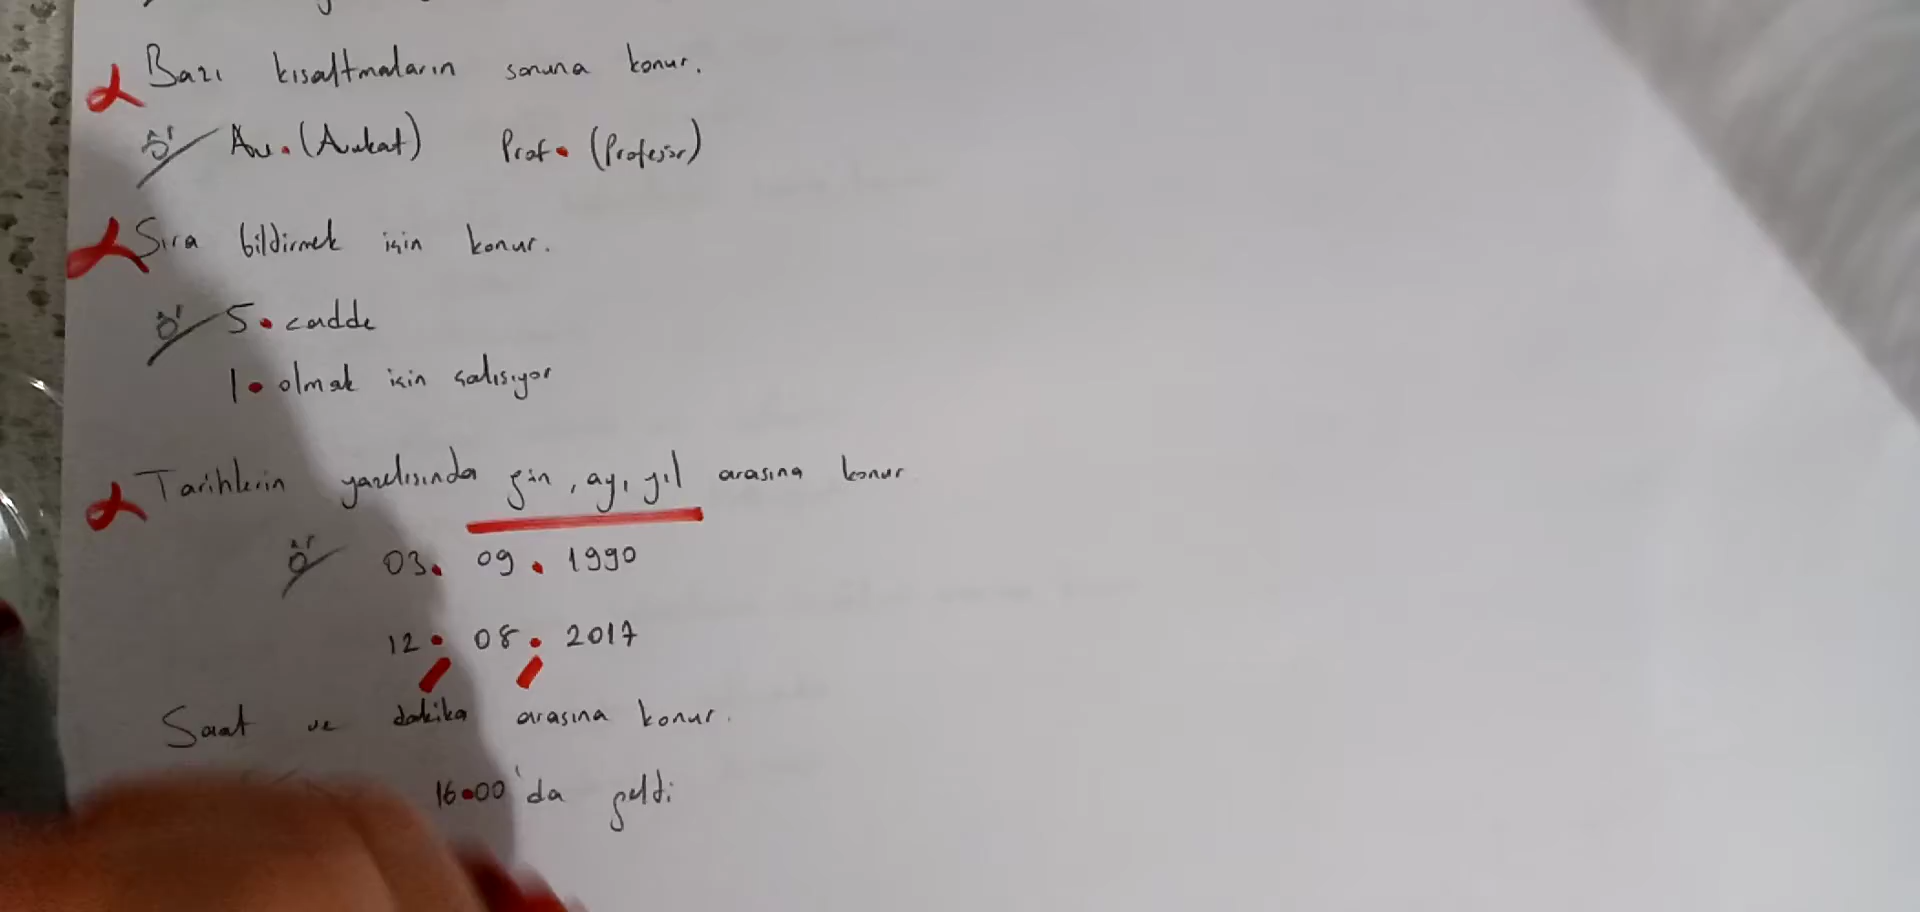 Bazı kısaltmaların sonuna konur.
Ör Av. (Avukat) Prof. (Profesör)
Sıra bildirmek için konur.
Ör 5. cadde
1. olmak için çalışıyor
Tarihlerin yazılışında gün, ay, yıl arasına konur.
Ör 03. 09. 1990
12. 08. 2017
Saat ve dakika arasına konur.
16.00'da geldi